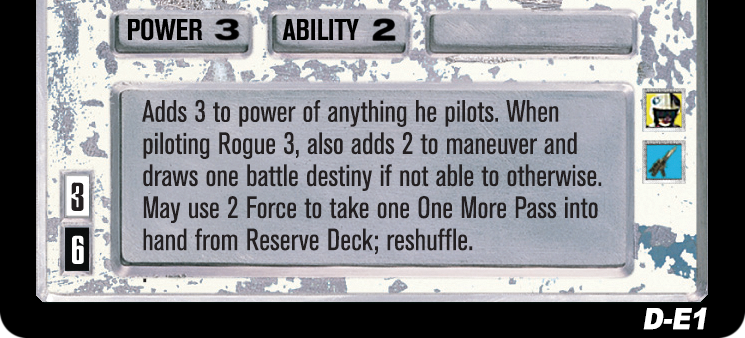 POWER 3 ABILITY 2
Adds 3 to power of anything he pilots. When
piloting Rogue 3, also adds 2 to maneuver and
draws one battle destiny if not able to otherwise.
May use 2 Force to take one One More Pass into
hand from Reserve Deck; reshuffle.
3
6
D-E1